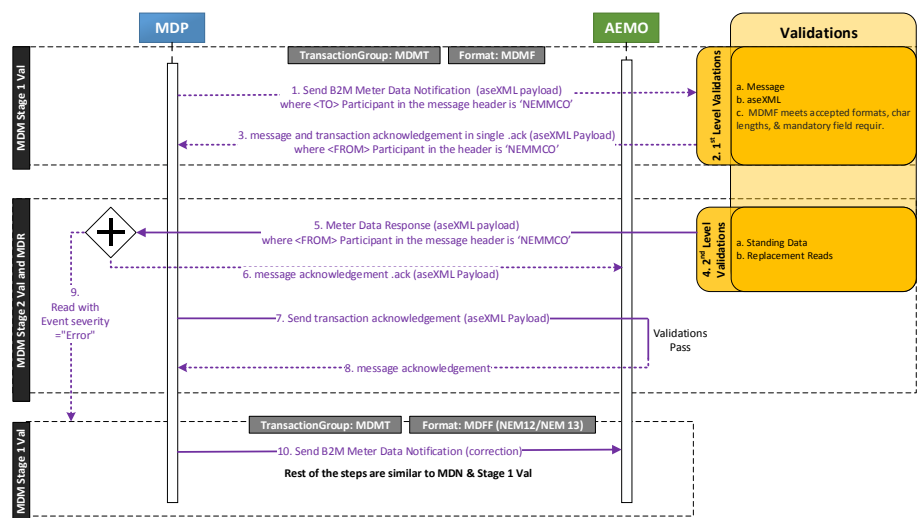 MDP
AEMO
Validations
TransactionGroup: MDMT
Format: MDMF
MDM Stage 1 Val
1. Send B2M Meter Data Notification (aseXML payload)
where <TO> Participant in the message header is ‘NEMMCO’
2. 1st Level Validations
a. Message
b. aseXML
c. MDMF meets accepted formats, char
lengths, & mandatory field requir.
3. message and transaction acknowledgement in single .ack (aseXML Payload)
where <FROM> Participant in the header is ‘NEMMCO’
MDM Stage 2 Val and MDR
5. Meter Data Response (aseXML payload)
where <FROM> Participant in the message header is ‘NEMMCO’
4. 2nd Level
Validations
a. Standing Data
b. Replacement Reads
6. message acknowledgement .ack (aseXML Payload)
9.
Read with
Event severity
="Error"
7. Send transaction acknowledgement (aseXML Payload)
Validations
Pass
8. message acknowledgement
MDM Stage 1 Val
TransactionGroup: MDMT
Format: MDFF (NEM12/NEM 13)
10. Send B2M Meter Data Notification (correction)
Rest of the steps are similar to MDN & Stage 1 Val